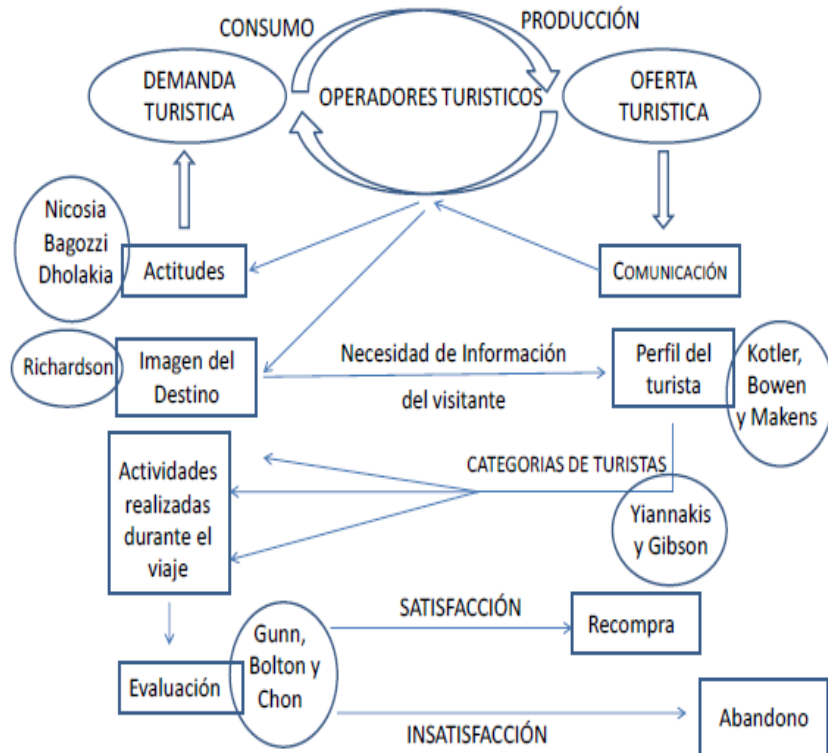 CONSUMO
PRODUCCIÓN
DEMANDA
TURISTICA
OPERADORES TURISTICOS
OFERTA
TURISTICA
Nicosia
Bagozzi
Dholakia
Actitudes
COMUNICACIÓN
Richardson
Imagen del
Destino
Necesidad de Información
del visitante
Perfil del
turista
Kotler,
Bowen
y Makens
Actividades
realizadas
durante el
viaje
CATEGORIAS DE TURISTAS
Yiannakis
y Gibson
Evaluación
Gunn,
Bolton y
Chon
SATISFACCIÓN
Recompra
INSATISFACCIÓN
Abandono